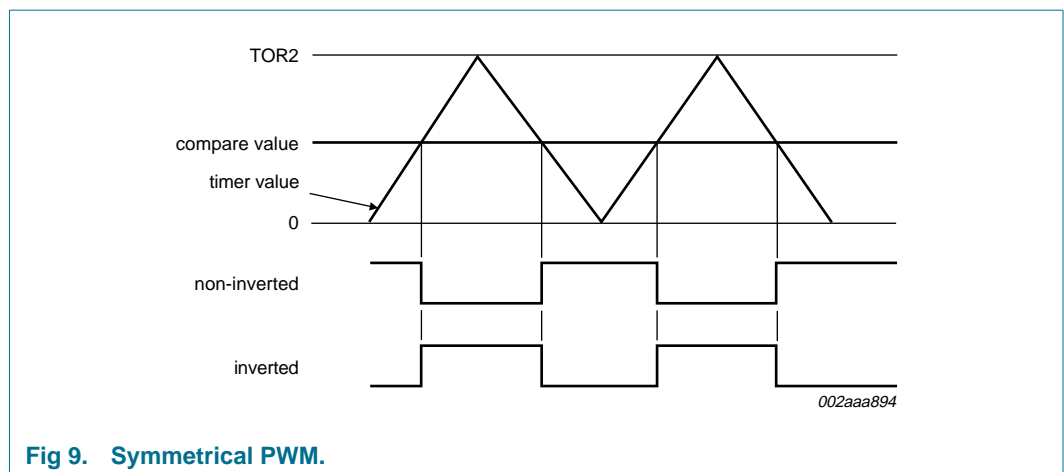 TOR2
compare value
timer value
0
non-inverted
inverted
002aaa894
Fig 9. Symmetrical PWM.